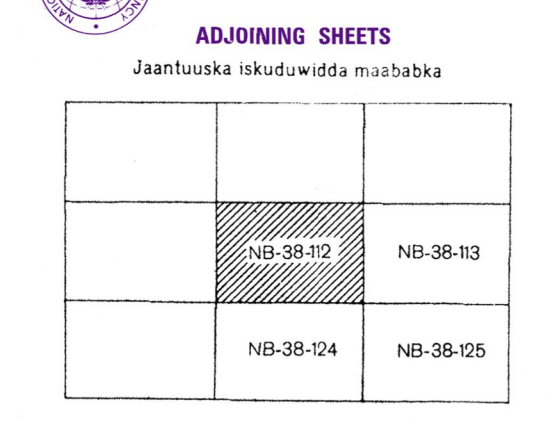 ADJOINING SHEETS
Jaantuuska iskuduwidda maababka
NB-38-112
NB-38-113
NB-38-124
NB-38-125